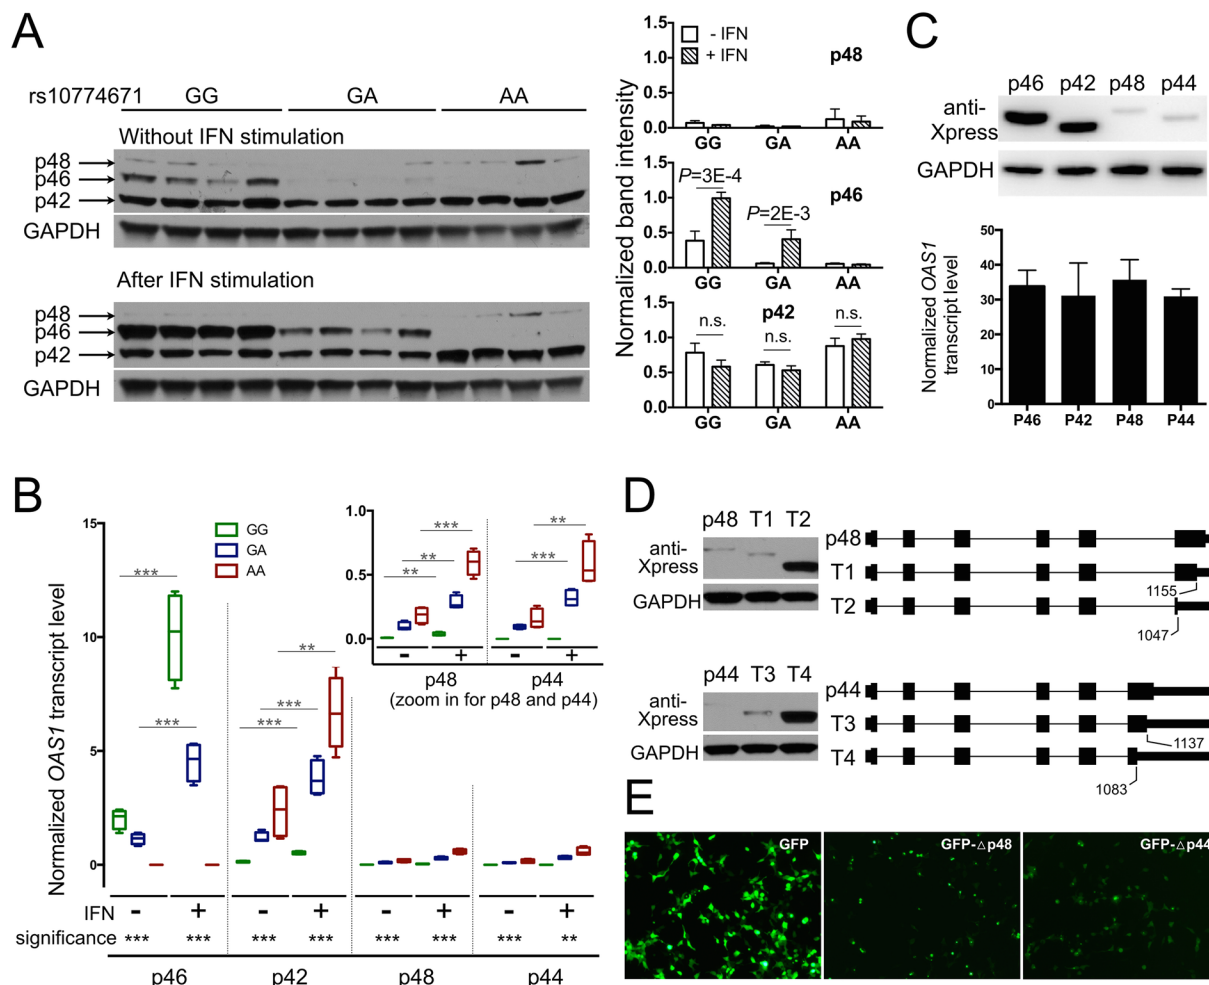 A
rs10774671 GG GA AA
Without IFN stimulation
p48
p46
p42
GAPDH
After IFN stimulation
p48
p46
p42
GAPDH
Normalized band intensity
1.5
1.0
0.5
0.0
- IFN
+ IFN
p48
GG GA AA
1.5
1.0
0.5
0.0
P=3E-4
P=2E-3
p46
GG GA AA
1.5
1.0
0.5
0.0
p42
n.s.
n.s.
n.s.
GG GA AA
C
p46 p42 p48 p44
anti-
Xpress
GAPDH
Normalized OAS1
transcript level
50
40
30
20
10
0
P46 P42 P48 P44
B
Normalized OAS1 transcript level
15
10
5
0
GG
GA
AA
***
***
***
***
**
1.0
0.5
0.0
**
**
***
***
**
- + - +
p48 p44
(zoom in for p48 and p44)
IFN - + - + - + - +
significance *** *** *** *** *** *** *** **
p46 p42 p48 p44
D
p48 T1 T2
anti-
Xpress
GAPDH
p48
T1
1155
T2
1047
p44 T3 T4
anti-
Xpress
GAPDH
p44
T3
1137
T4
1083
E
GFP
GFP-△p48
GFP-△p44